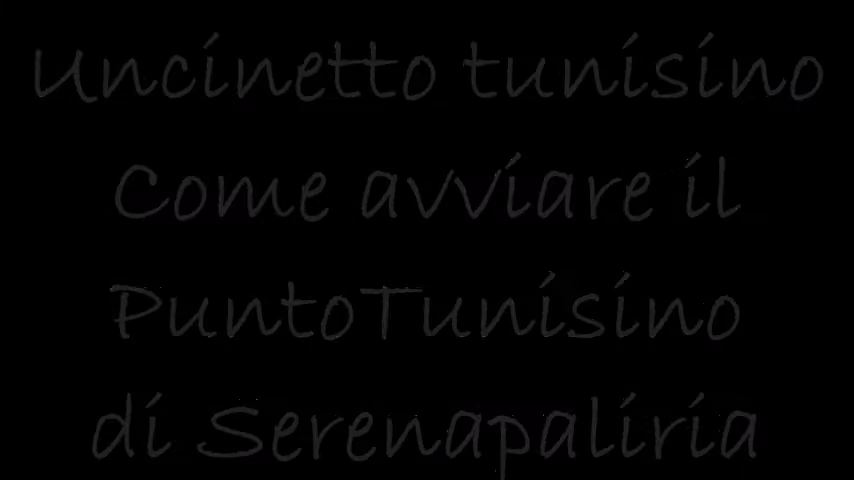 Uncinetto tunisino
Come avviare il
PuntoTunisino
di Serenapaliria